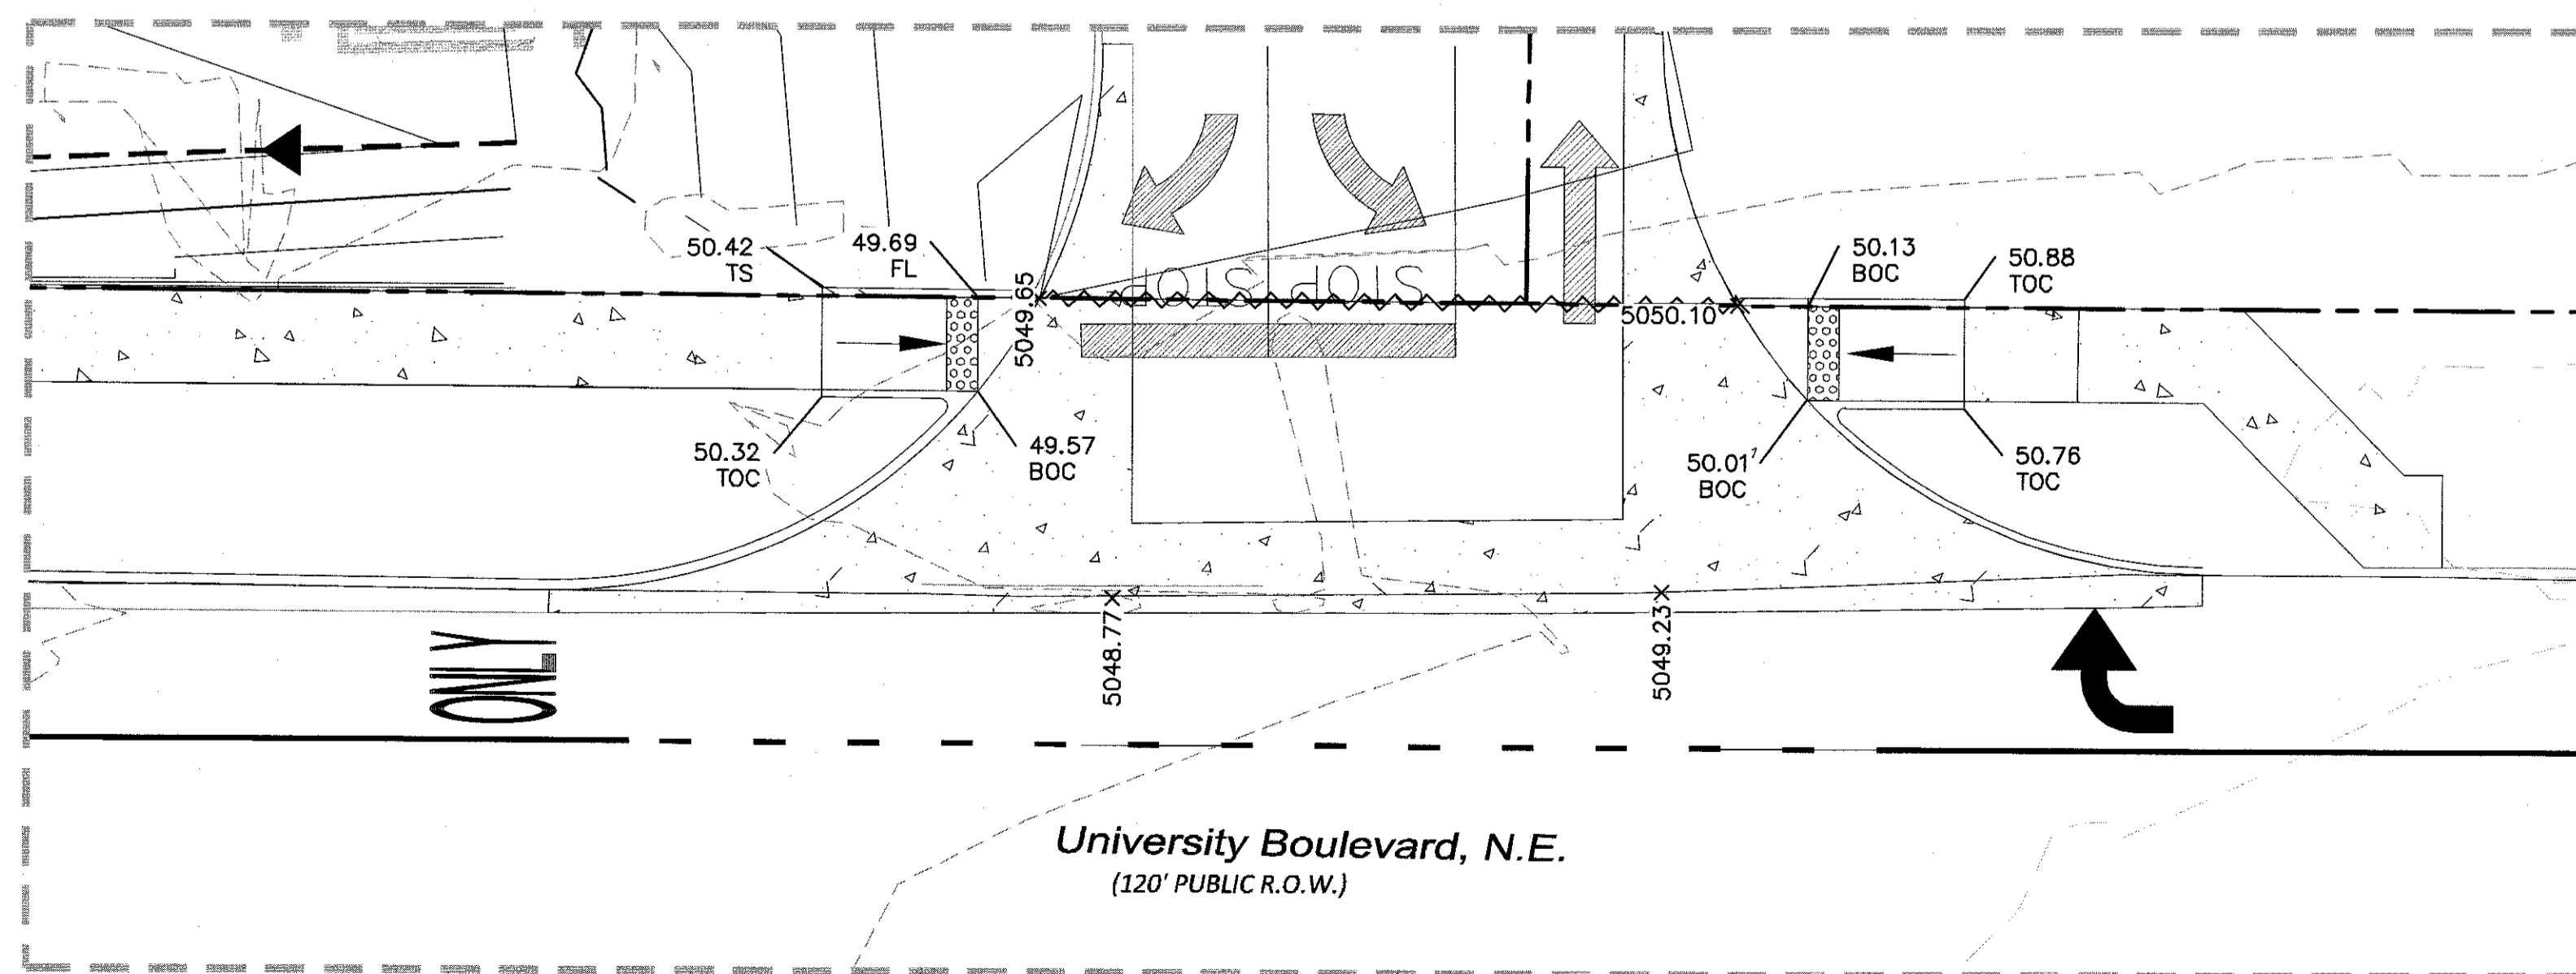 50.42
TS
49.69
FL
5049.65
STOP
STOP
5050.10
50.13
BOC
50.88
TOC
50.32
TOC
49.57
BOC
50.01'
BOC
50.76
TOC
ONLY
5048.77
5049.23
University Boulevard, N.E.
(120' PUBLIC R.O.W.)